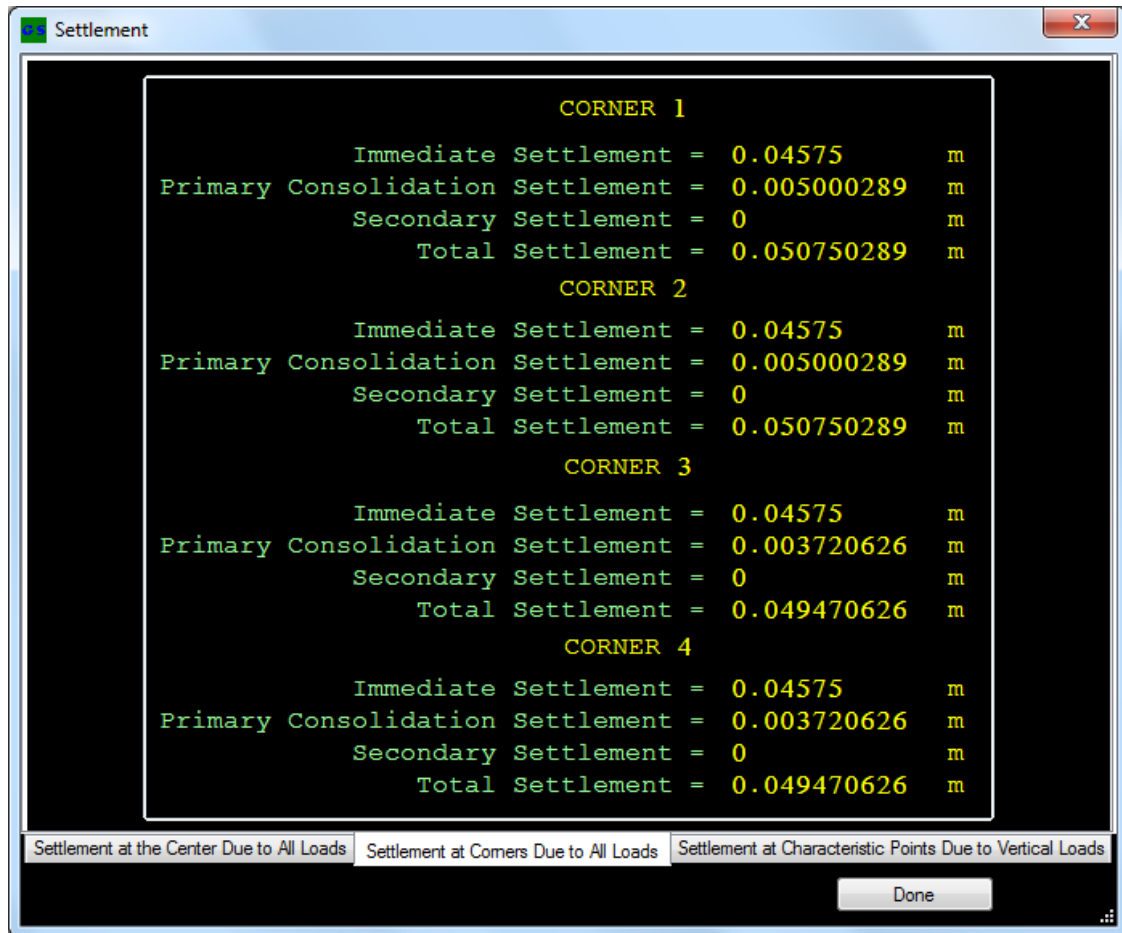 GS Settlement
X
CORNER 1
Immediate Settlement = 0.04575 m
Primary Consolidation Settlement = 0.005000289 m
Secondary Settlement = 0 m
Total Settlement = 0.050750289 m
CORNER 2
Immediate Settlement = 0.04575 m
Primary Consolidation Settlement = 0.005000289 m
Secondary Settlement = 0 m
Total Settlement = 0.050750289 m
CORNER 3
Immediate Settlement = 0.04575 m
Primary Consolidation Settlement = 0.003720626 m
Secondary Settlement = 0 m
Total Settlement = 0.049470626 m
CORNER 4
Immediate Settlement = 0.04575 m
Primary Consolidation Settlement = 0.003720626 m
Secondary Settlement = 0 m
Total Settlement = 0.049470626 m
Settlement at the Center Due to All Loads Settlement at Corners Due to All Loads Settlement at Characteristic Points Due to Vertical Loads
Done